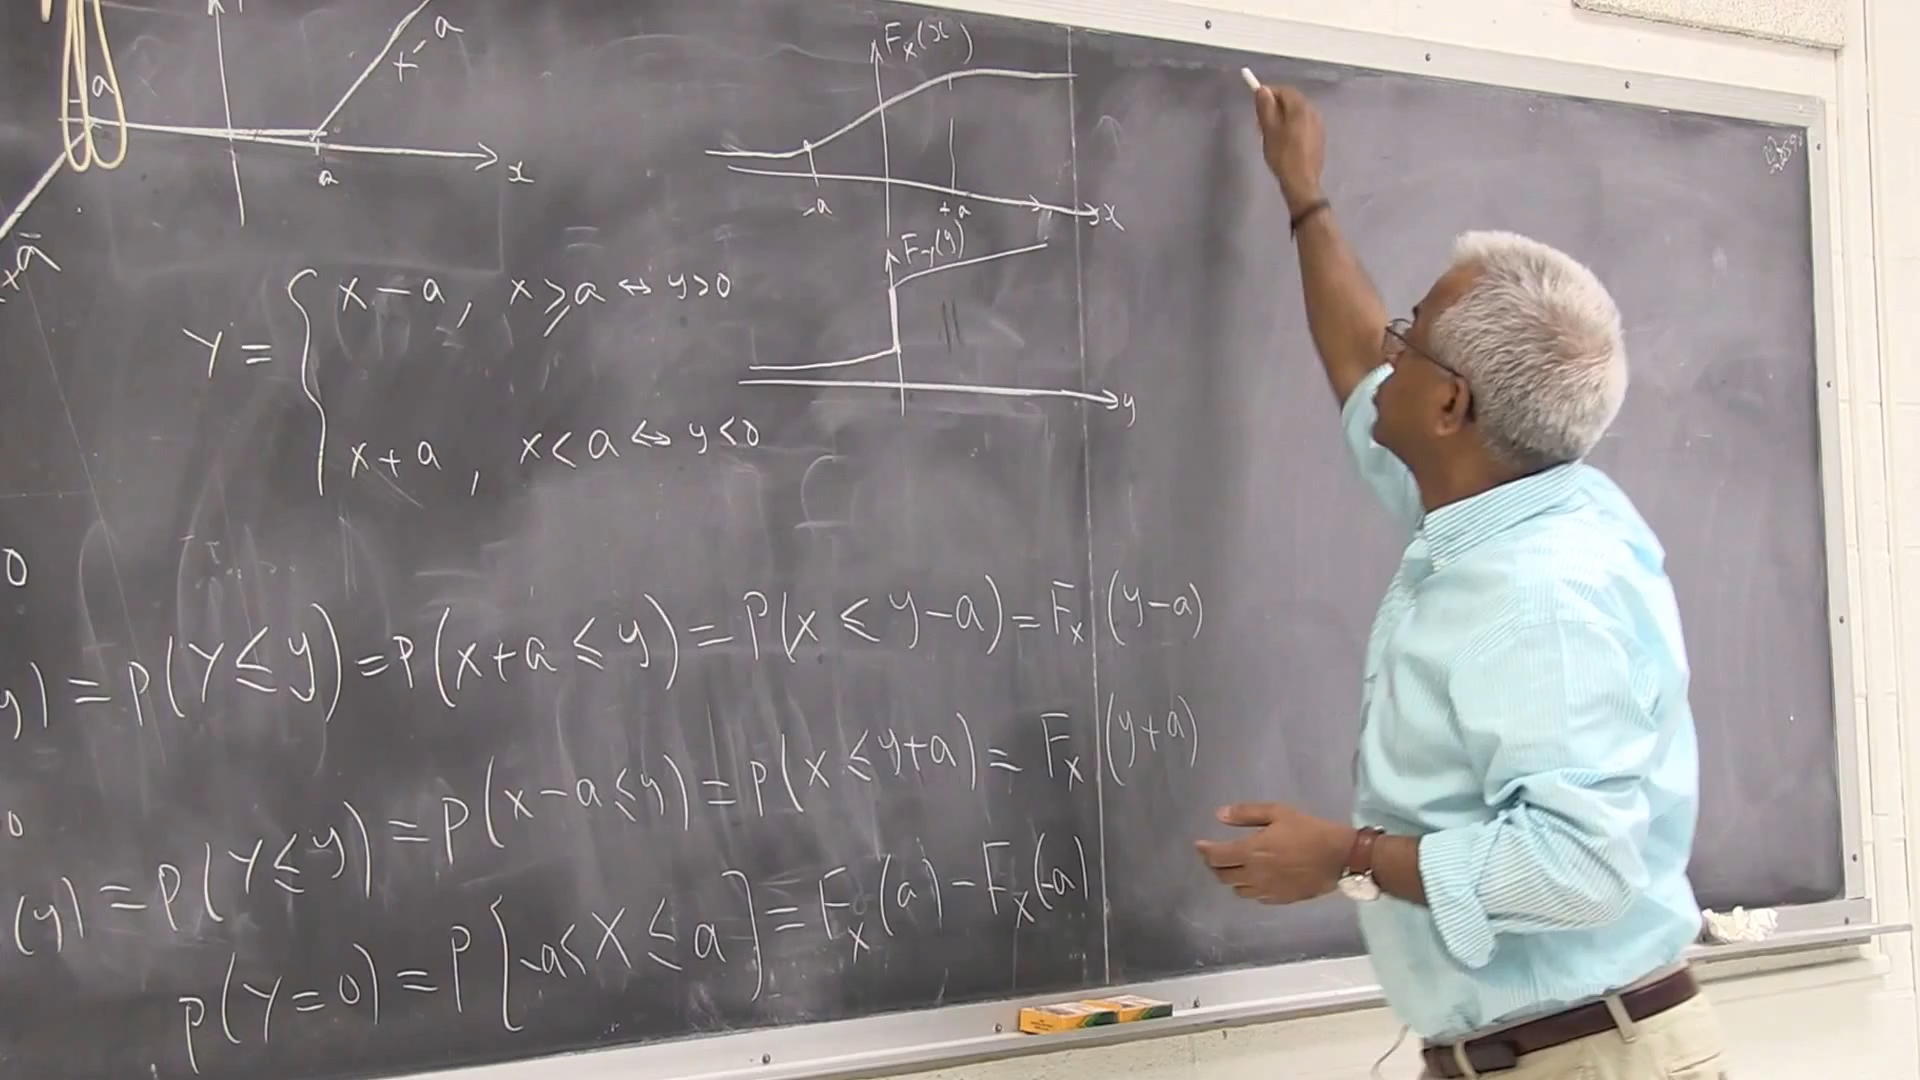 x-a
-a
a
x
x+a
F_x(x)
-a
+a
x
F_Y(y)
y
Y = { x-a, x ⩾ a ↔ y>0
x+a, x < a ↔ y<0
0
y) = P(Y ≤ y) = P(x+a ≤ y) = P(x ≤ y-a) = F_x(y-a)
0
(y) = P(Y ≤ y) = P(x-a ≤ y) = P(x ≤ y+a) = F_x(y+a)
P(Y=0) = P[-a < X ≤ a] = F_x(a) - F_x(-a)